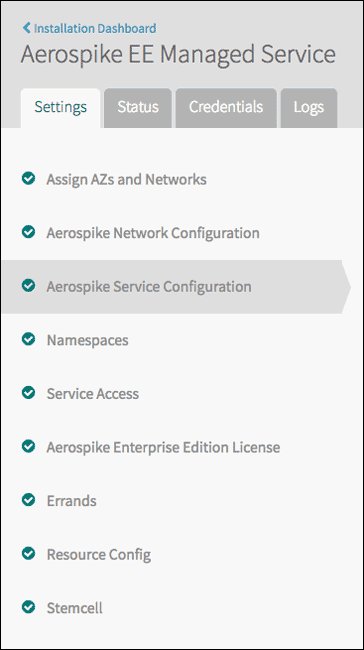 Installation Dashboard
Aerospike EE Managed Service
Settings Status Credentials Logs
Assign AZs and Networks
Aerospike Network Configuration
Aerospike Service Configuration
Namespaces
Service Access
Aerospike Enterprise Edition License
Errands
Resource Config
Stemcell